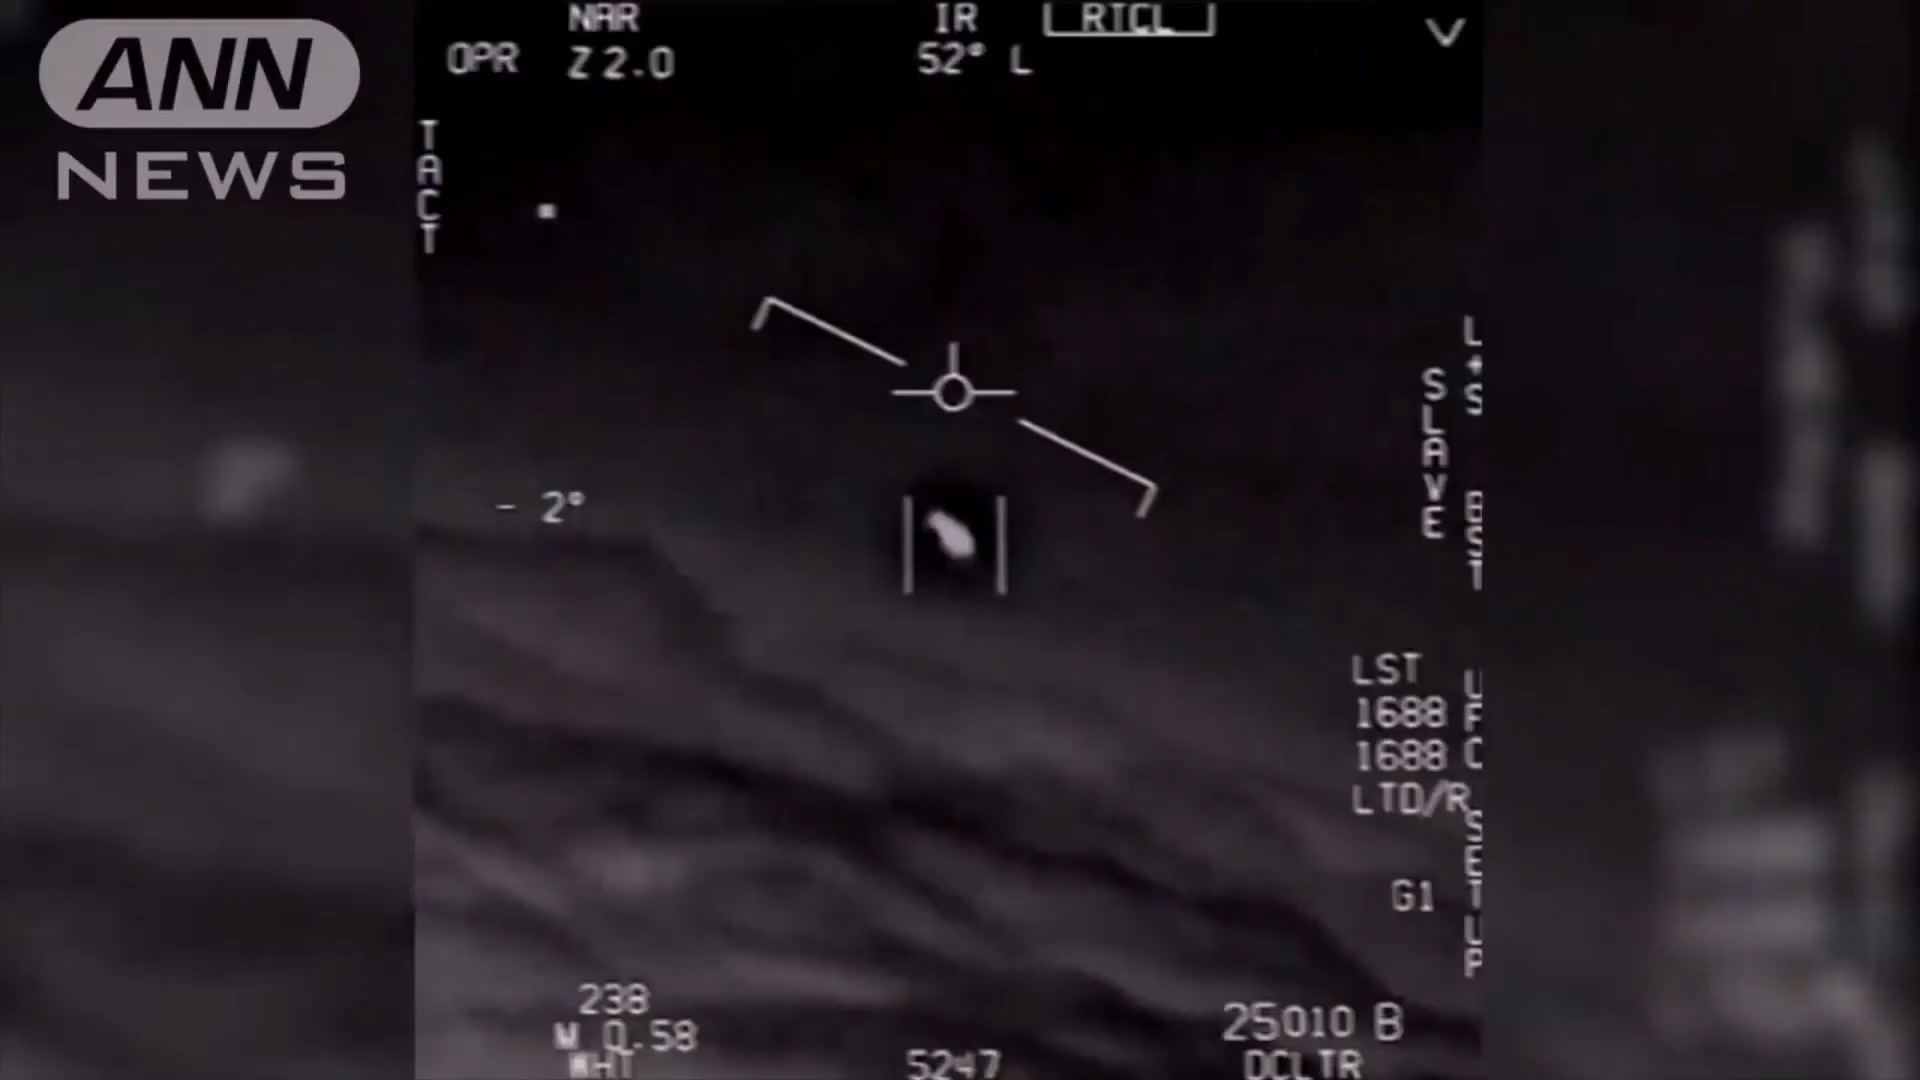 ANN
NEWS
NAR
IR
RTCL
OPR
Z 2.0
52° L
TACT
- 2°
L+S
SLAVE
LST
1688
1688
LTD/R
UFC
SETUP
G1
238
M 0.58
WHT
5247
25010 B
DCLTR